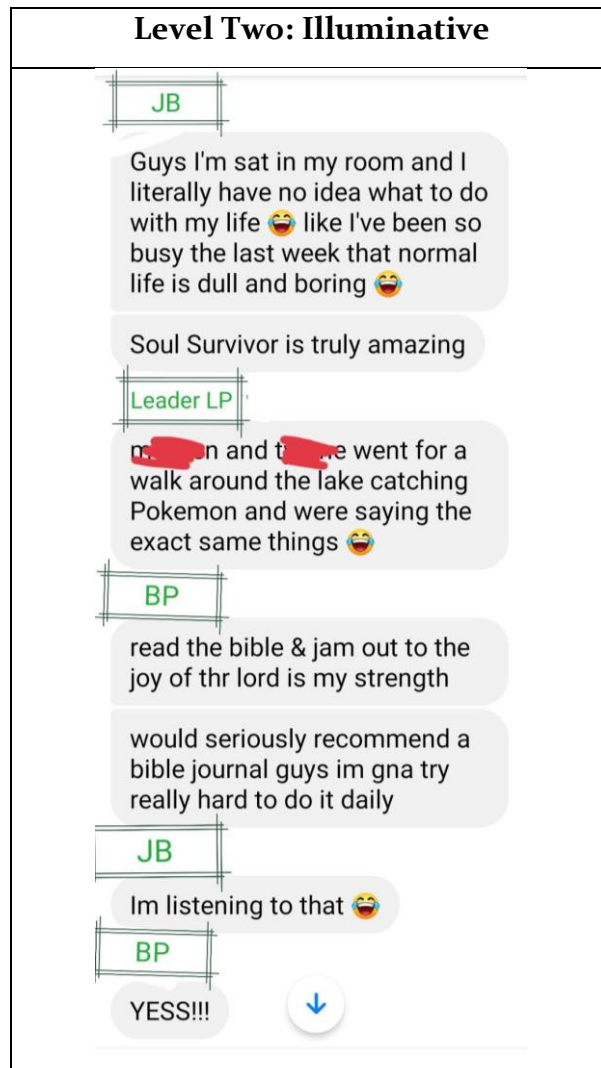 Level Two: Illuminative
JB
Guys I'm sat in my room and I
literally have no idea what to do
with my life 😂 like I've been so
busy the last week that normal
life is dull and boring 😂
Soul Survivor is truly amazing
Leader LP
and went for a
walk around the lake catching
Pokemon and were saying the
exact same things 😂
BP
read the bible & jam out to the
joy of thr lord is my strength
would seriously recommend a
bible journal guys im gna try
really hard to do it daily
JB
Im listening to that 😂
BP
YESS!!!